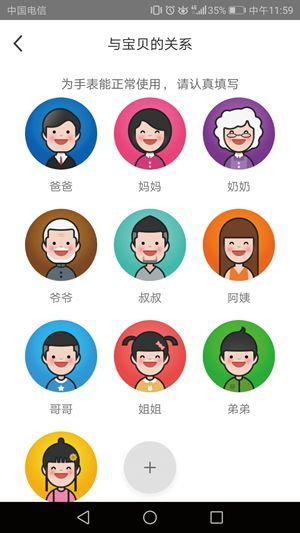 中国电信 35% 中午11:59
与宝贝的关系
为手表能正常使用，请认真填写
爸爸 妈妈 奶奶
爷爷 叔叔 阿姨
哥哥 姐姐 弟弟